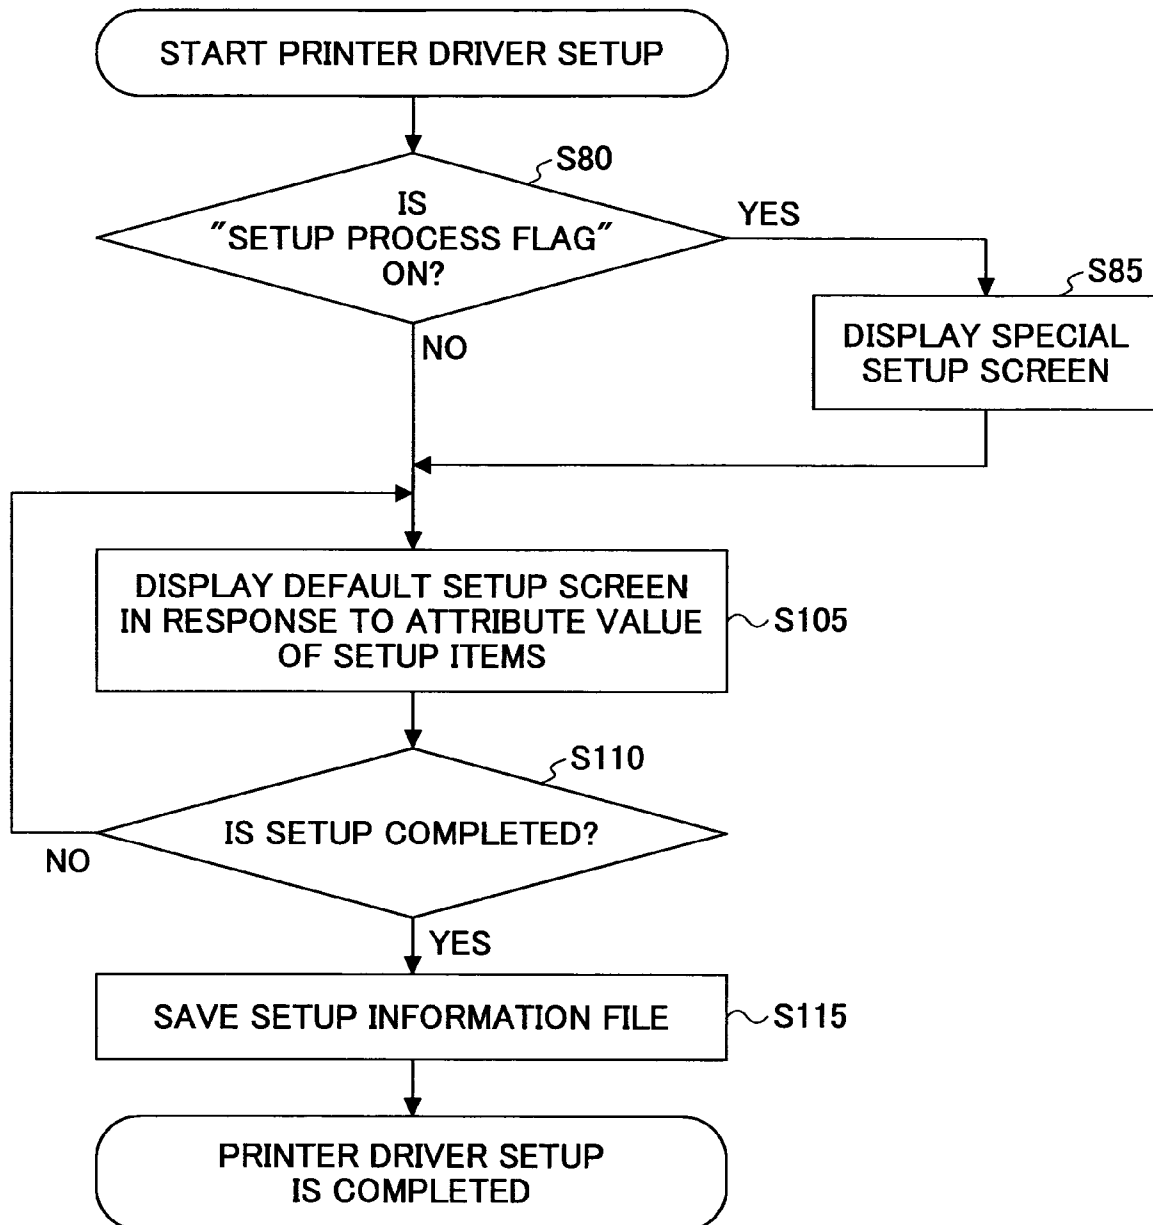 START PRINTER DRIVER SETUP
S80
IS
"SETUP PROCESS FLAG"
ON?
YES
S85
DISPLAY SPECIAL
SETUP SCREEN
NO
DISPLAY DEFAULT SETUP SCREEN
IN RESPONSE TO ATTRIBUTE VALUE
OF SETUP ITEMS
S105
S110
IS SETUP COMPLETED?
NO
YES
SAVE SETUP INFORMATION FILE
S115
PRINTER DRIVER SETUP
IS COMPLETED